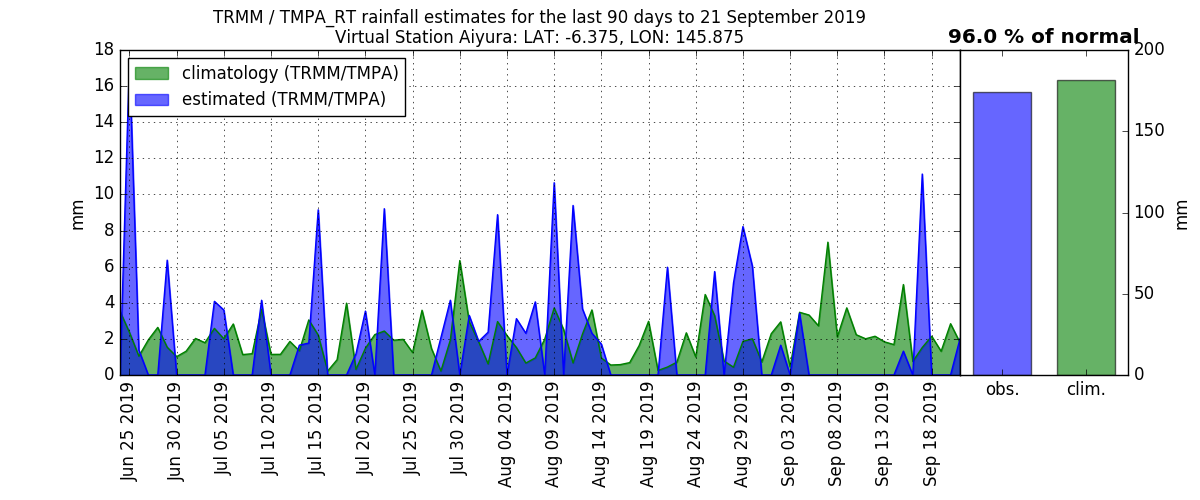 TRMM / TMPA_RT rainfall estimates for the last 90 days to 21 September 2019
Virtual Station Aiyura: LAT: -6.375, LON: 145.875
96.0 % of normal
climatology (TRMM/TMPA)
estimated (TRMM/TMPA)
18
16
14
12
10
8
6
4
2
0
mm
Jun 25 2019
Jun 30 2019
Jul 05 2019
Jul 10 2019
Jul 15 2019
Jul 20 2019
Jul 25 2019
Jul 30 2019
Aug 04 2019
Aug 09 2019
Aug 14 2019
Aug 19 2019
Aug 24 2019
Aug 29 2019
Sep 03 2019
Sep 08 2019
Sep 13 2019
Sep 18 2019
obs.
clim.
200
150
100
50
0
mm